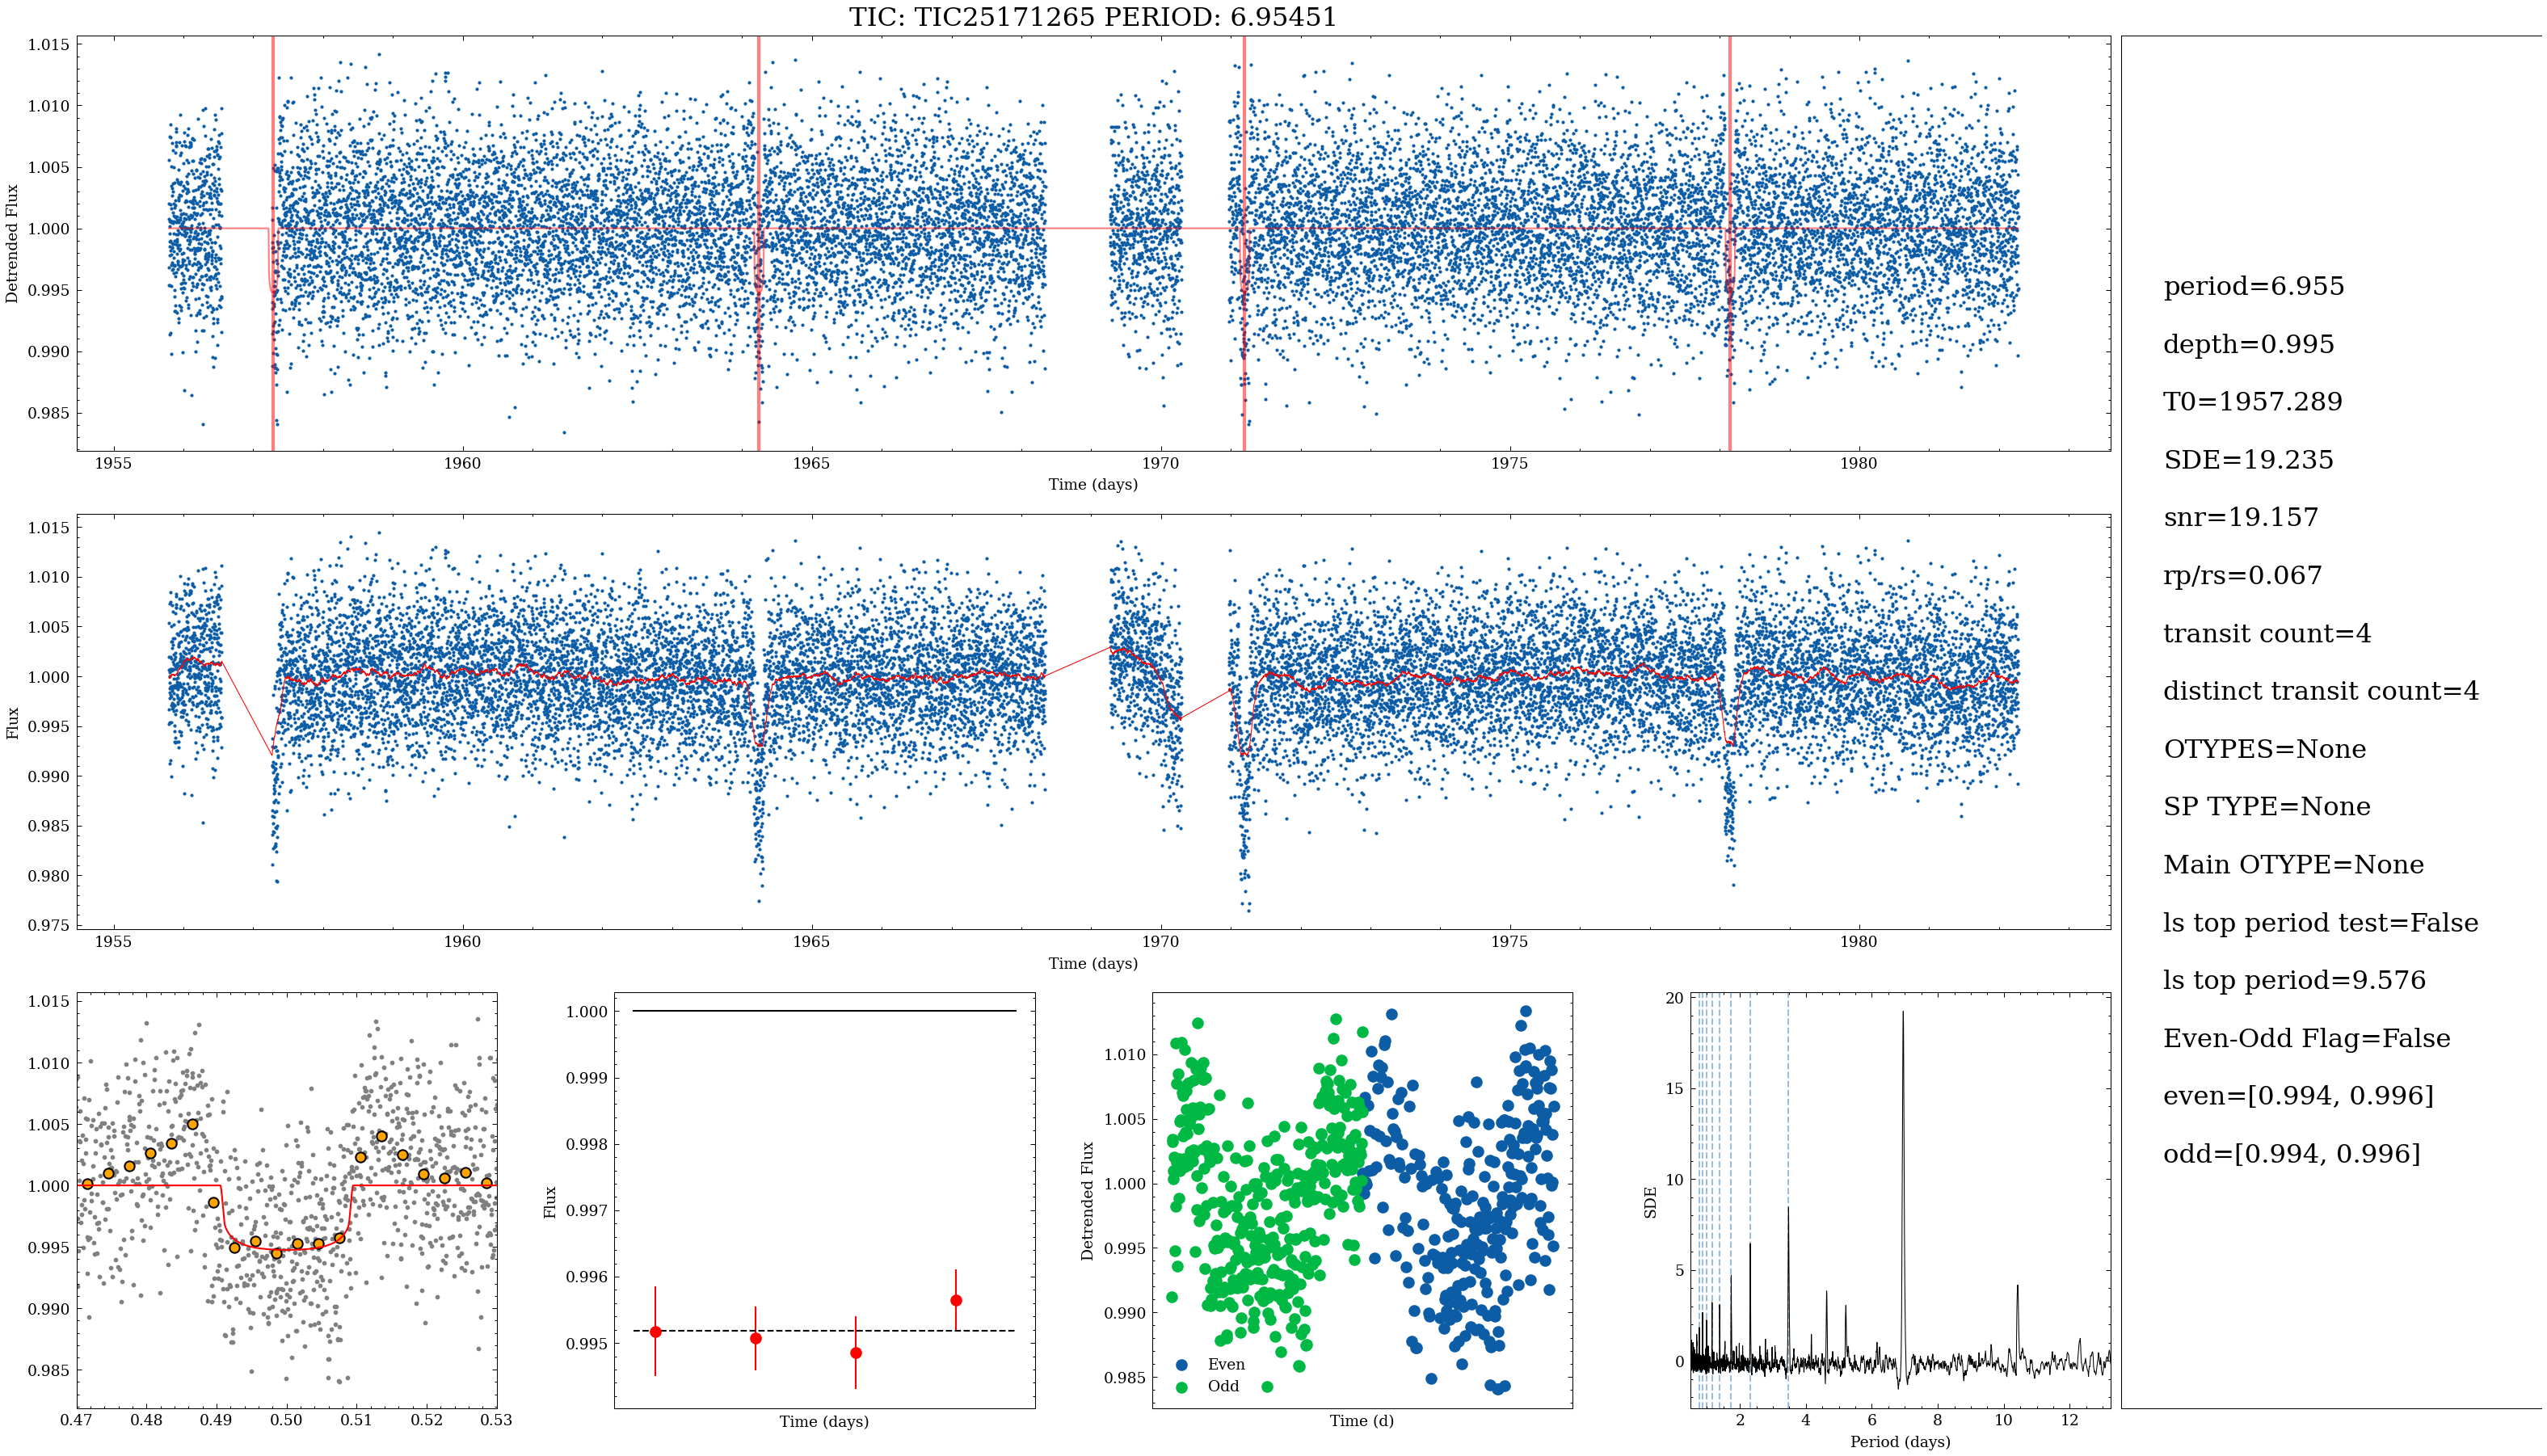 TIC: TIC25171265 PERIOD: 6.95451
1.015
1.010
1.005
1.000
0.995
0.990
0.985
Detrended Flux
1955
1960
1965
1970
1975
1980
Time (days)
1.015
1.010
1.005
1.000
0.995
0.990
0.985
0.980
0.975
Flux
1955
1960
1965
1970
1975
1980
Time (days)
1.015
1.010
1.005
1.000
0.995
0.990
0.985
0.47
0.48
0.49
0.50
0.51
0.52
0.53
1.000
0.999
0.998
0.997
0.996
0.995
Flux
Time (days)
1.010
1.005
1.000
0.995
0.990
0.985
Detrended Flux
Even
Odd
Time (d)
20
15
10
5
0
SDE
2
4
6
8
10
12
Period (days)
period=6.955
depth=0.995
T0=1957.289
SDE=19.235
snr=19.157
rp/rs=0.067
transit count=4
distinct transit count=4
OTYPES=None
SP TYPE=None
Main OTYPE=None
ls top period test=False
ls top period=9.576
Even-Odd Flag=False
even=[0.994, 0.996]
odd=[0.994, 0.996]